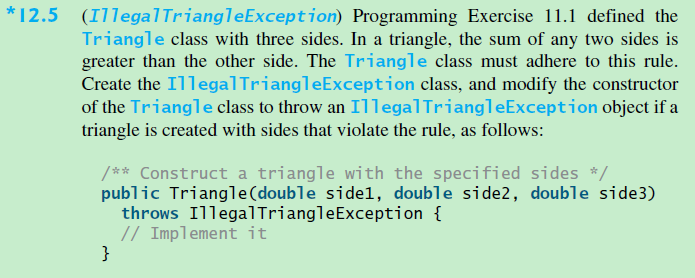 *12.5 (IllegalTriangleException) Programming Exercise 11.1 defined the
Triangle class with three sides. In a triangle, the sum of any two sides is
greater than the other side. The Triangle class must adhere to this rule.
Create the IllegalTriangleException class, and modify the constructor
of the Triangle class to throw an IllegalTriangleException object if a
triangle is created with sides that violate the rule, as follows:
/** Construct a triangle with the specified sides */
public Triangle(double side1, double side2, double side3)
throws IllegalTriangleException {
// Implement it
}